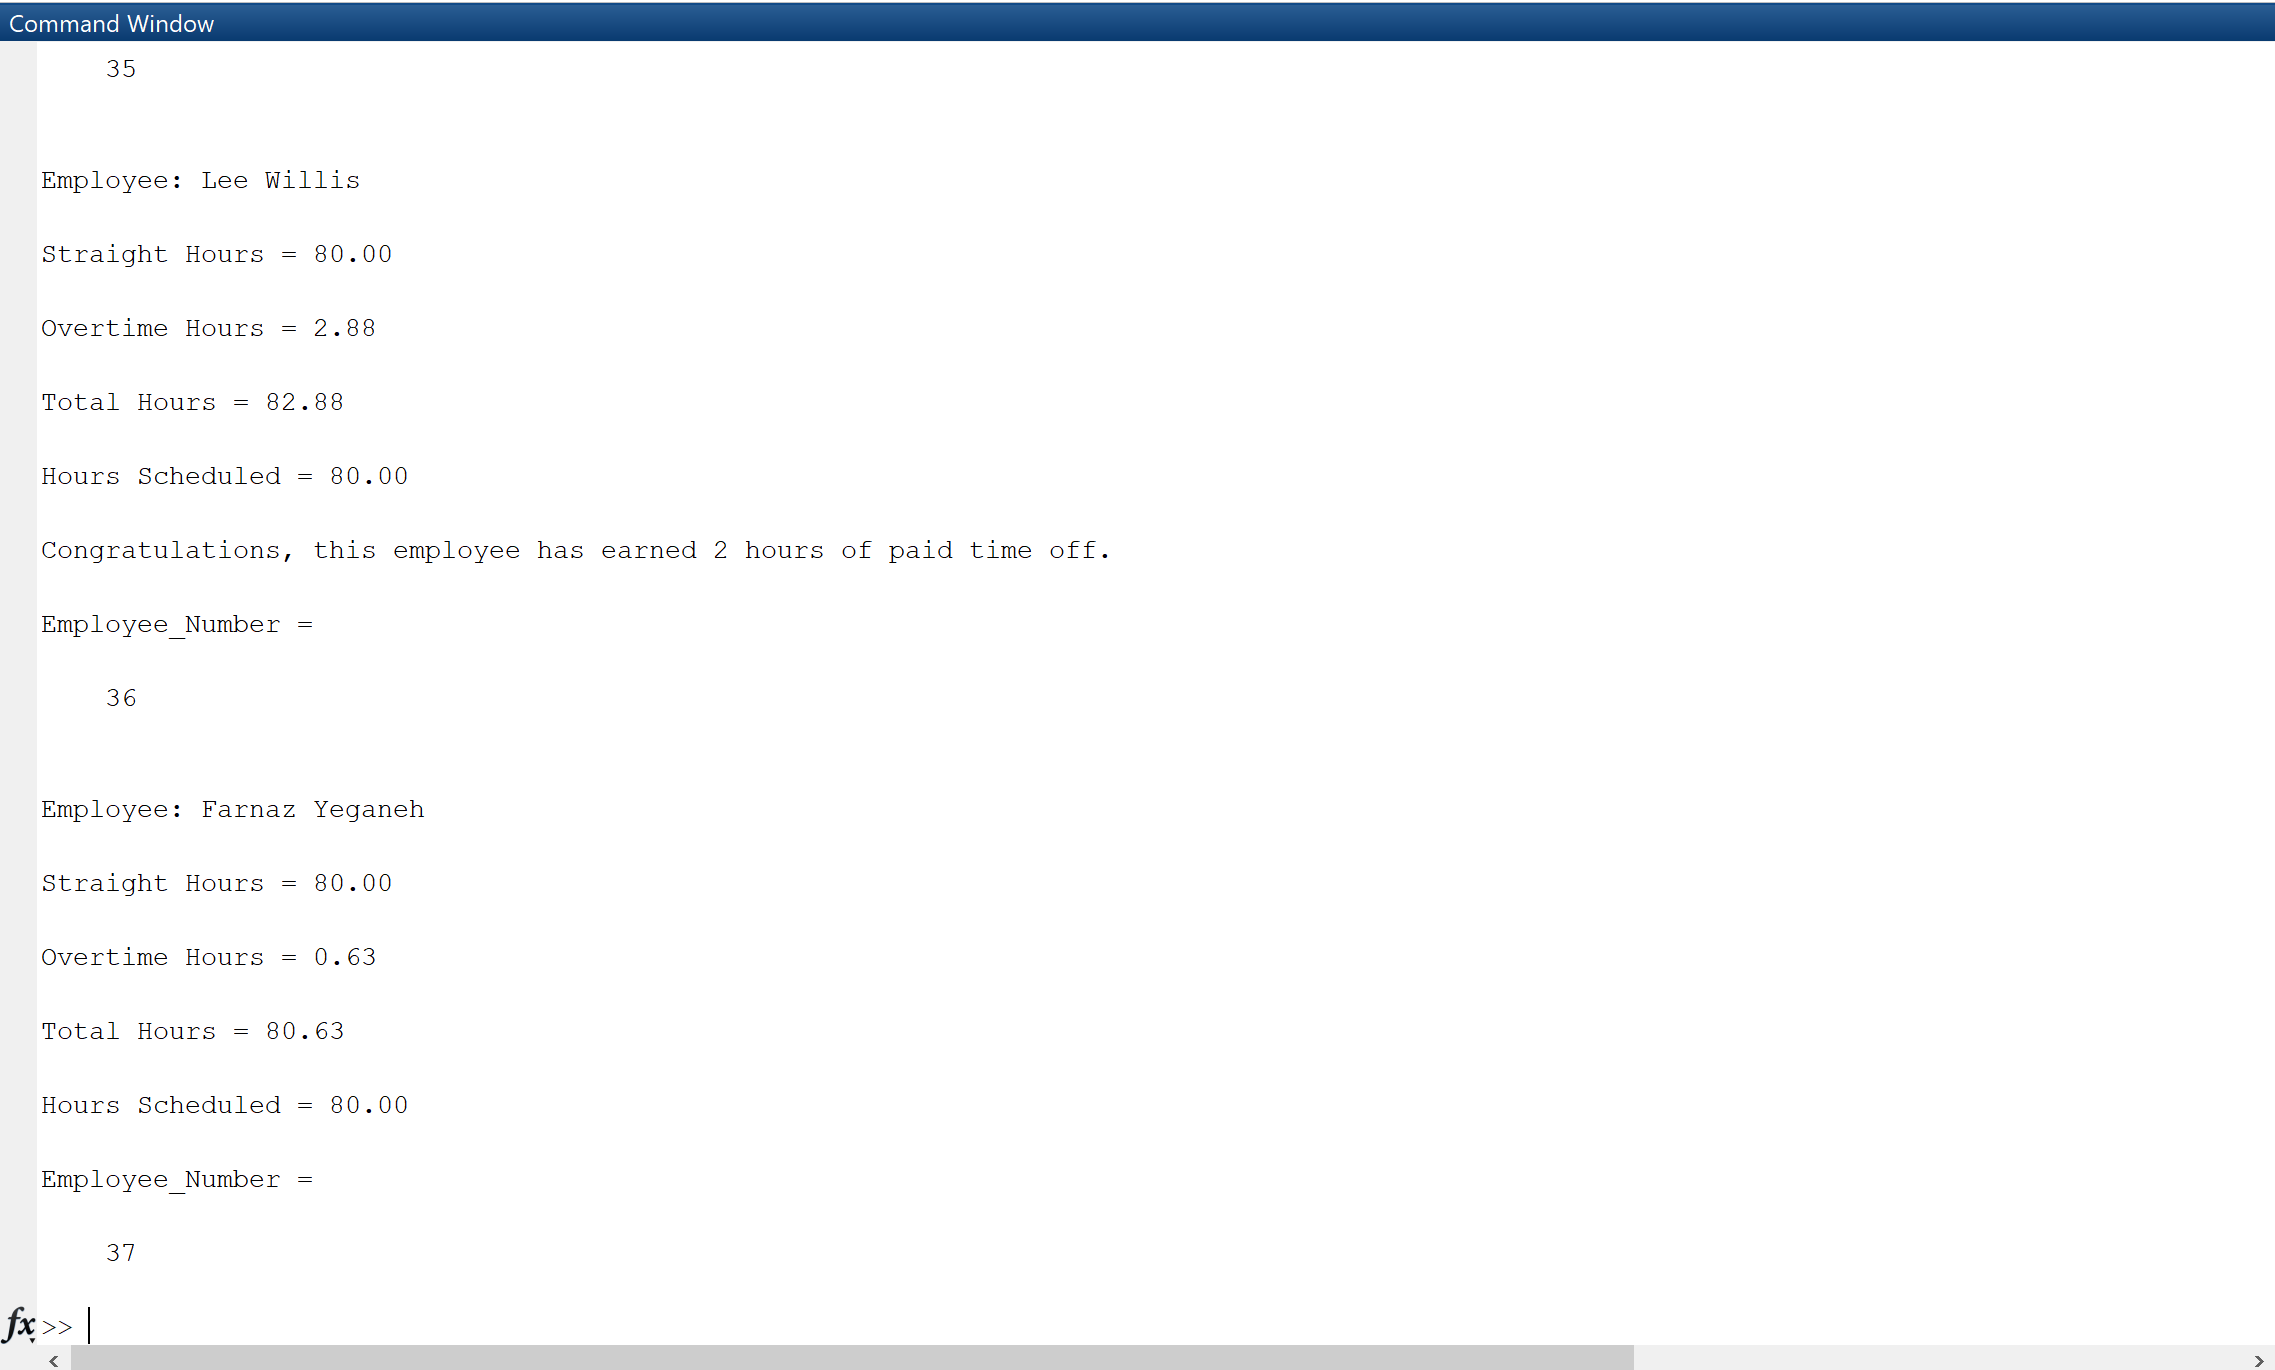 Command Window
35
Employee: Lee Willis
Straight Hours = 80.00
Overtime Hours = 2.88
Total Hours = 82.88
Hours Scheduled = 80.00
Congratulations, this employee has earned 2 hours of paid time off.
Employee_Number =
36
Employee: Farnaz Yeganeh
Straight Hours = 80.00
Overtime Hours = 0.63
Total Hours = 80.63
Hours Scheduled = 80.00
Employee_Number =
37
fx >>